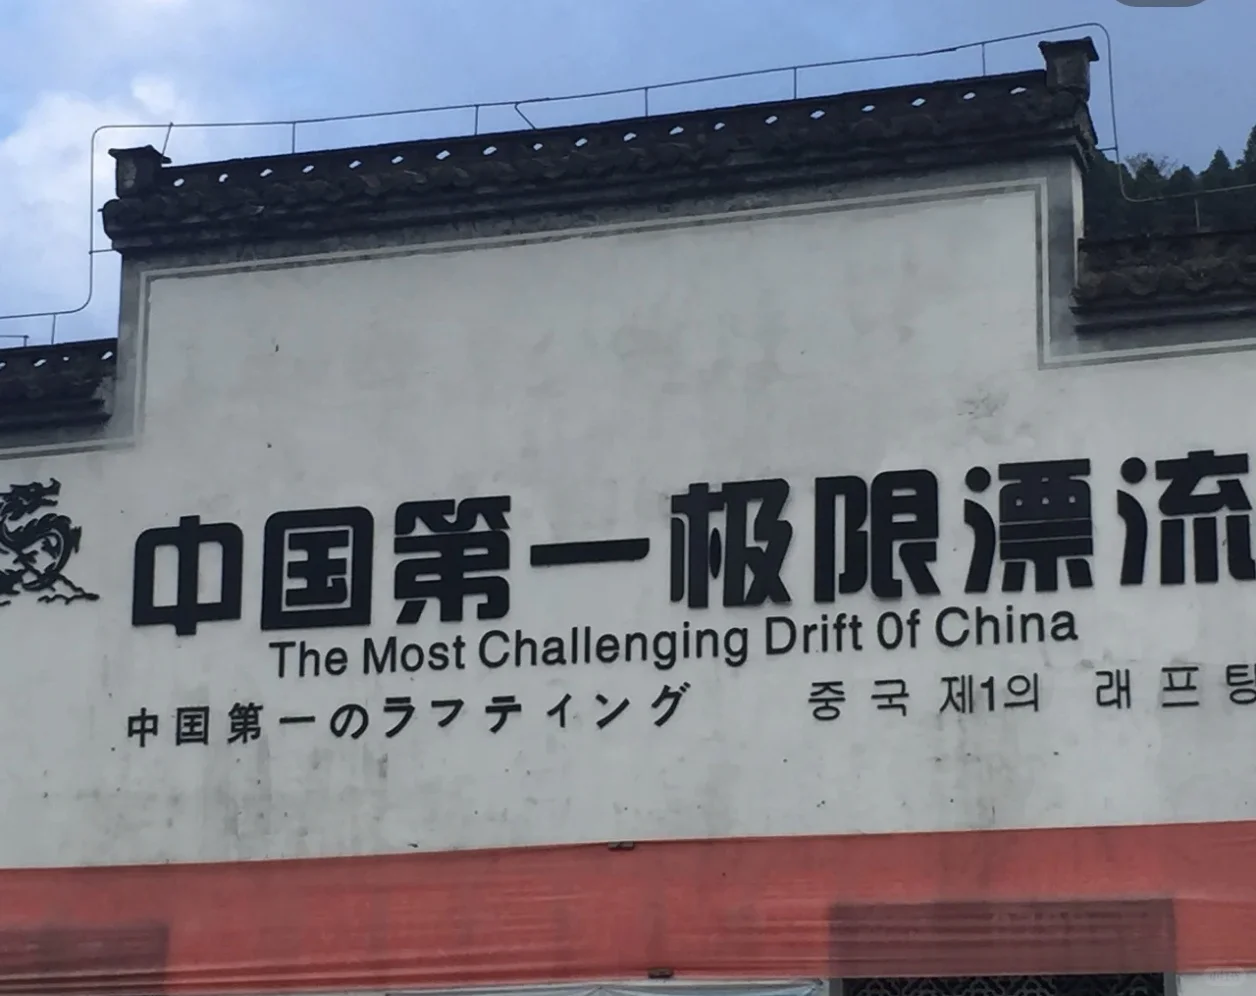 中国第一极限漂流
The Most Challenging Drift Of China
中国第一のラフティング 중국 제1의 래프팅